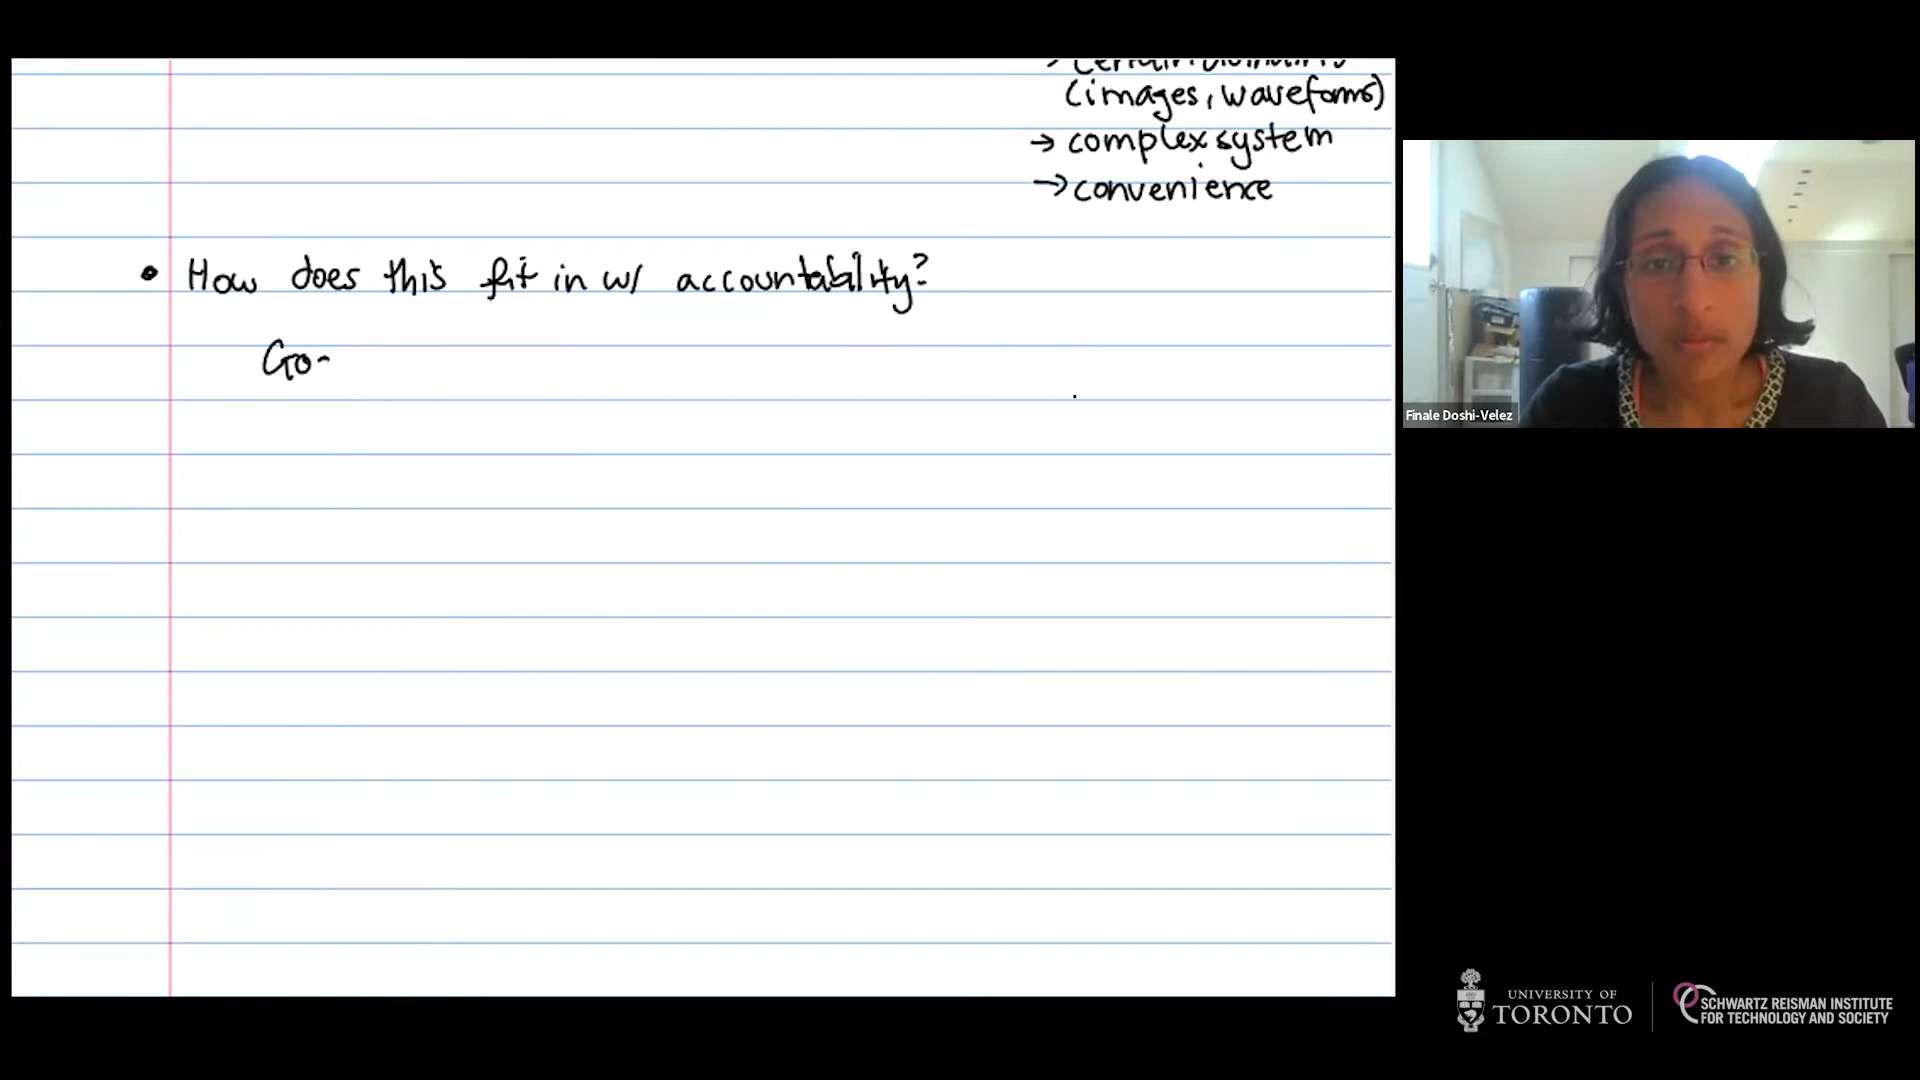 (images, waveforms)
→ complex system
→ convenience
• How does this fit in w/ accountability?
Go-
Finale Doshi-Velez
UNIVERSITY OF
TORONTO
SCHWARTZ REISMAN INSTITUTE
FOR TECHNOLOGY AND SOCIETY